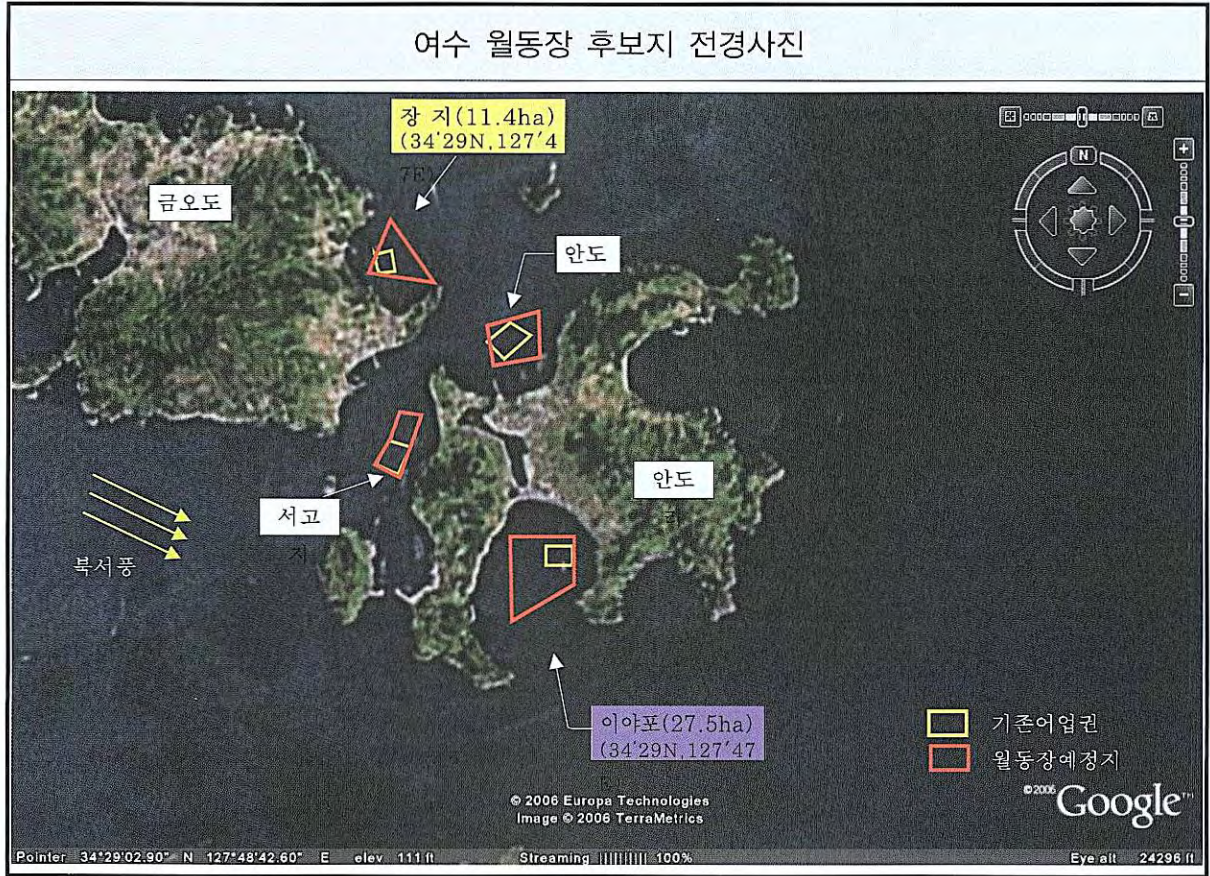 여수 월동장 후보지 전경사진
장 지(11.4ha)
(34'29N,127'4
7E)
금오도
안도
안도
리
서고
지
북서풍
이야포(27.5ha)
(34'29N,127'47
기존어업권
월동장예정지
N
© 2006 Europa Technologies
Image © 2006 TerraMetrics
©2006 Google™
Pointer 34°29'02.90" N 127°48'42.60" E elev 111 ft Streaming |||||||||| 100% Eye alt 24296 ft